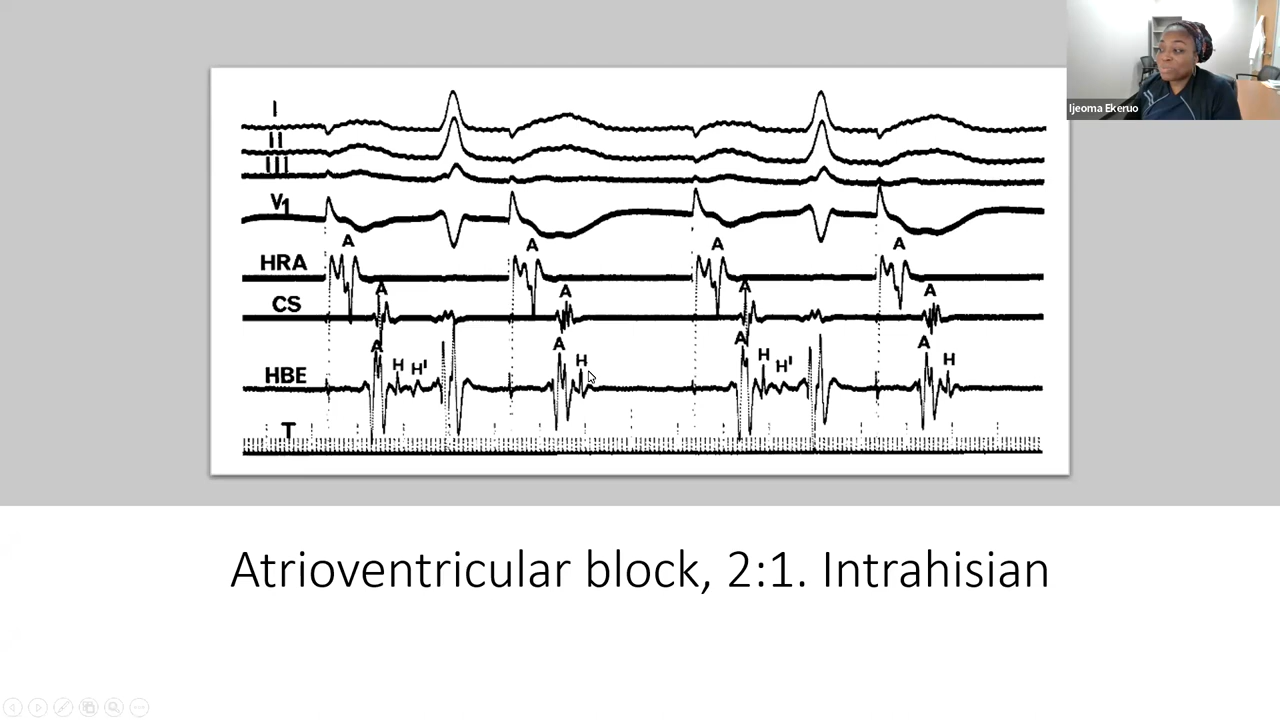 Ijeoma Ekeruo
I
II
III
V1
A A A A
HRA
A A A A
CS
A A A A
H H' H H H' H
HBE
T
Atrioventricular block, 2:1. Intrahisian